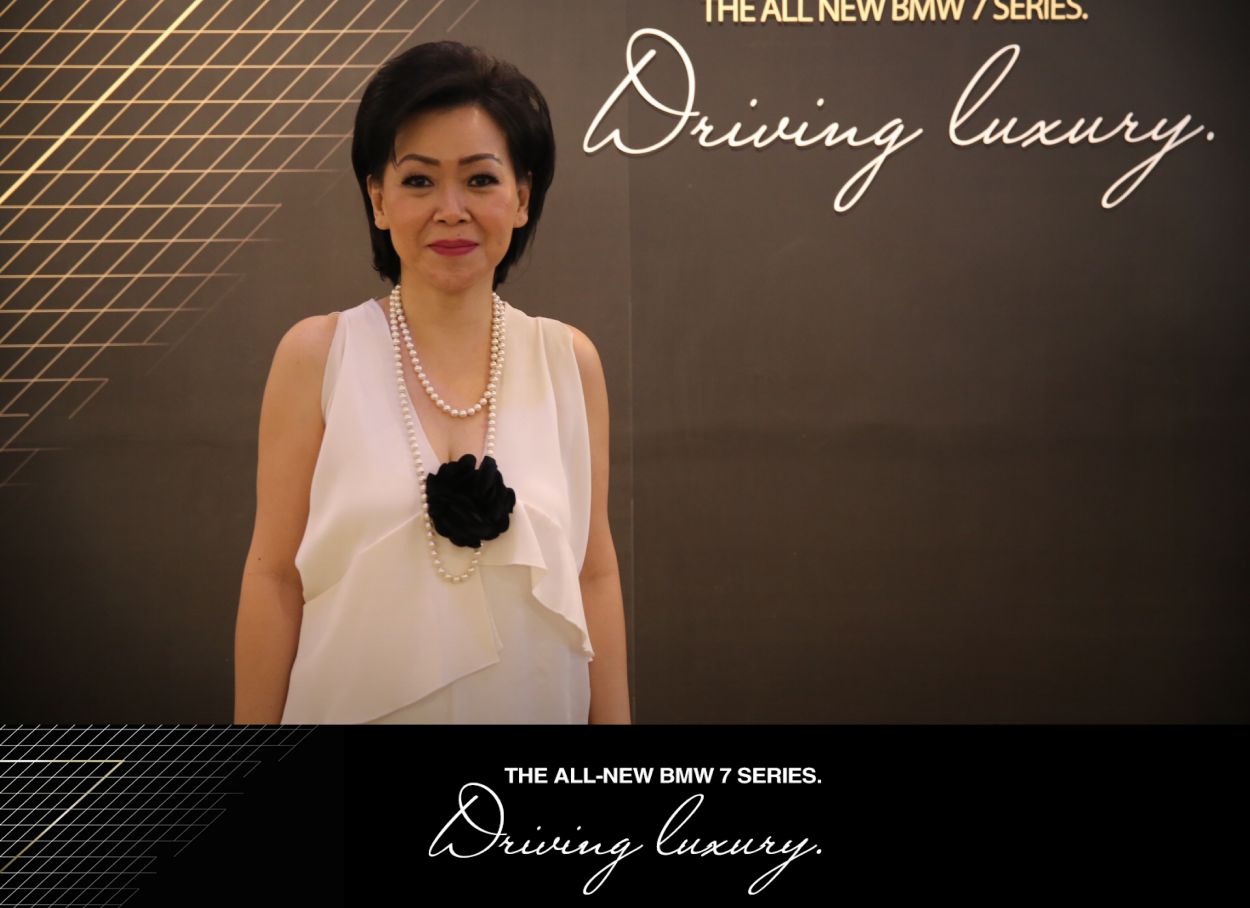 THE ALL NEW BMW 7 SERIES.
Driving luxury.
THE ALL-NEW BMW 7 SERIES.
Driving luxury.